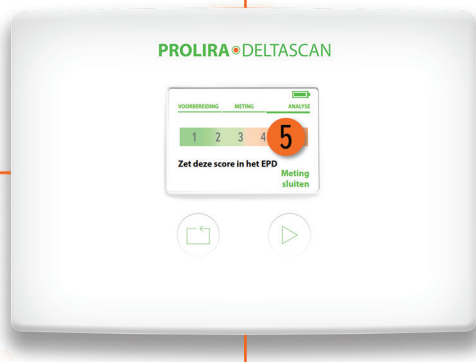 PROLIRA DELTASCAN
VOORBEREIDING METING ANALYSE
1 2 3 4 5
Zet deze score in het EPD
Meting
sluiten